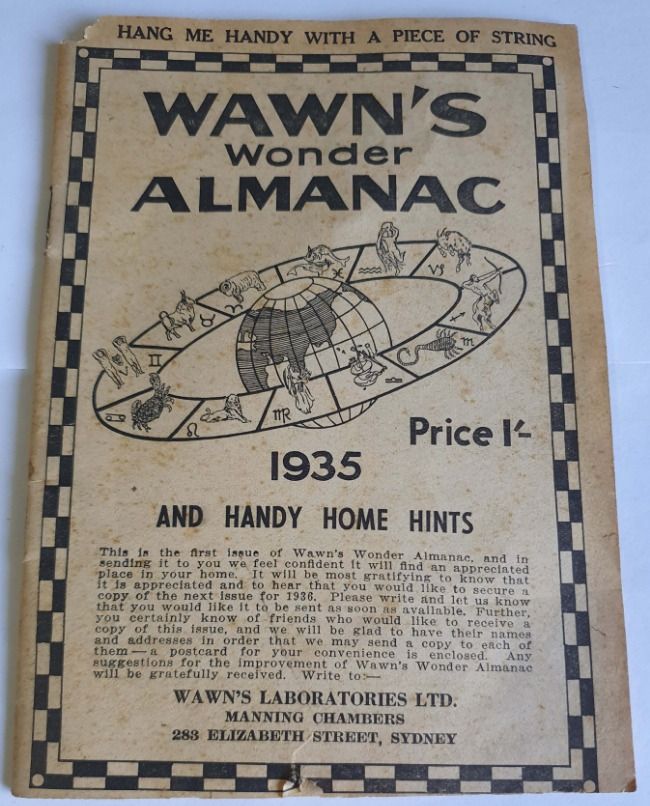 HANG ME HANDY WITH A PIECE OF STRING
WAWN'S
Wonder
ALMANAC
Price 1/-
1935
AND HANDY HOME HINTS
This is the first issue of Wawn's Wonder Almanac, and in
sending it to you we feel confident it will find an appreciated
place in your home. It will be most gratifying to know that
it is appreciated and to hear that you would like to secure a
copy of the next issue for 1936. Please write and let us know
that you would like it to be sent as soon as available. Further,
you certainly know of friends who would like to receive a
copy of this issue, and we will be glad to have their names
and addresses in order that we may send a copy to each of
them — a postcard for your convenience is enclosed. Any
suggestions for the improvement of Wawn's Wonder Almanac
will be gratefully received. Write to:—
WAWN'S LABORATORIES LTD.
MANNING CHAMBERS
283 ELIZABETH STREET, SYDNEY